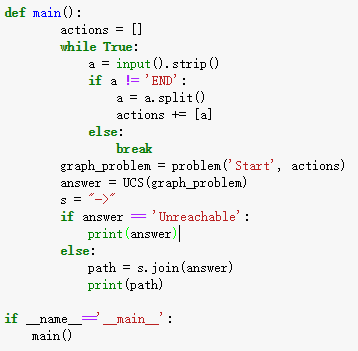 def main():
        actions = []
        while True:
            a = input().strip()
            if a != 'END':
                a = a.split()
                actions += [a]
            else:
                break
        graph_problem = problem('Start', actions)
        answer = UCS(graph_problem)
        s = "->"
        if answer == 'Unreachable':
            print(answer)
        else:
            path = s.join(answer)
            print(path)

if __name__=='__main__':
    main()